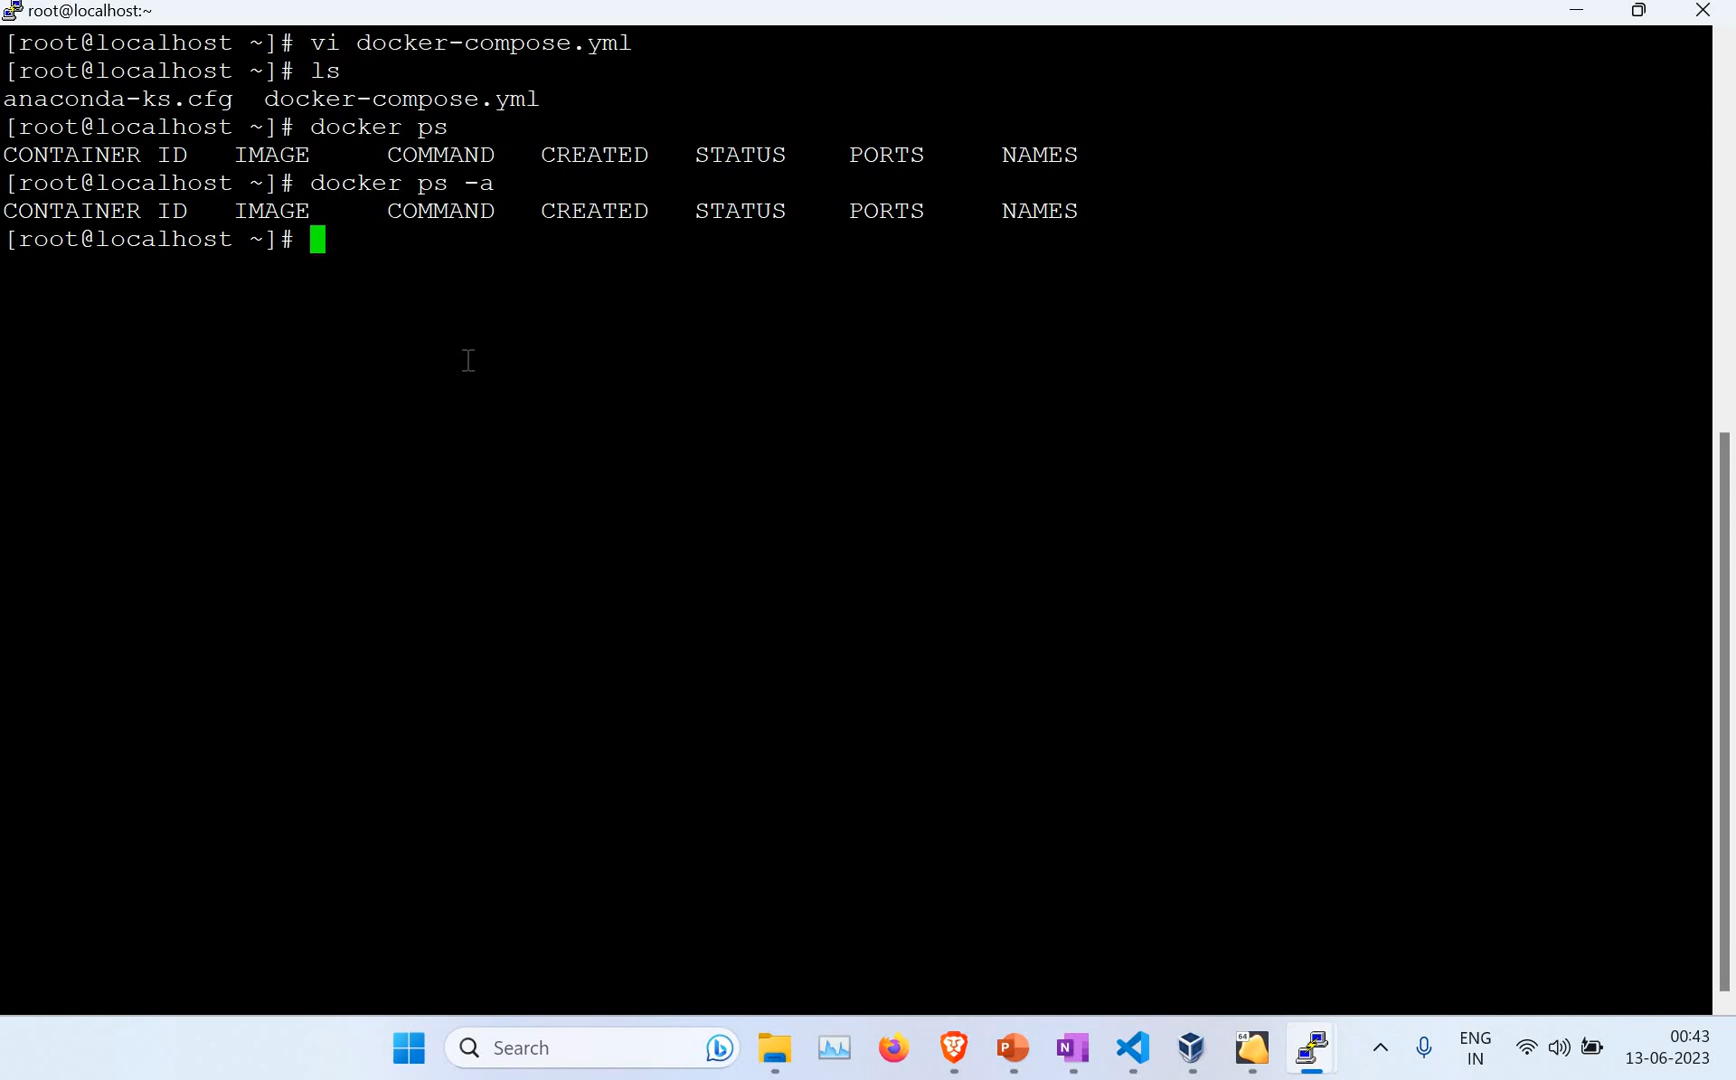 root@localhost:~
[root@localhost ~]# vi docker-compose.yml
[root@localhost ~]# ls
anaconda-ks.cfg  docker-compose.yml
[root@localhost ~]# docker ps
CONTAINER ID   IMAGE     COMMAND   CREATED   STATUS    PORTS     NAMES
[root@localhost ~]# docker ps -a
CONTAINER ID   IMAGE     COMMAND   CREATED   STATUS    PORTS     NAMES
[root@localhost ~]#
Search
64
ENG
IN
00:43
13-06-2023